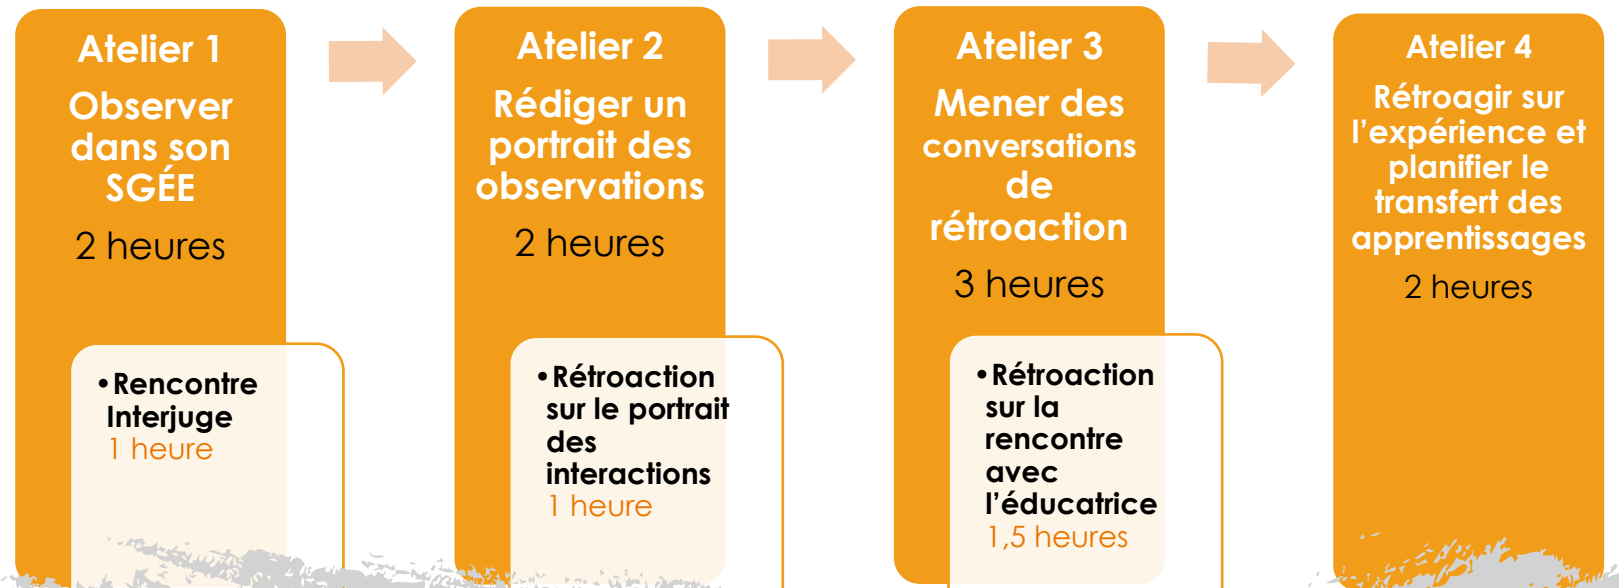 Atelier 1
Observer
dans son
SGÉE
2 heures
•Rencontre
Interjuge
1 heure
Atelier 2
Rédiger un
portrait des
observations
2 heures
•Rétroaction
sur le portrait
des
interactions
1 heure
Atelier 3
Mener des
conversations
de
rétroaction
3 heures
•Rétroaction
sur la
rencontre
avec
l’éducatrice
1,5 heures
Atelier 4
Rétroagir sur
l’expérience et
planifier le
transfert des
apprentissages
2 heures